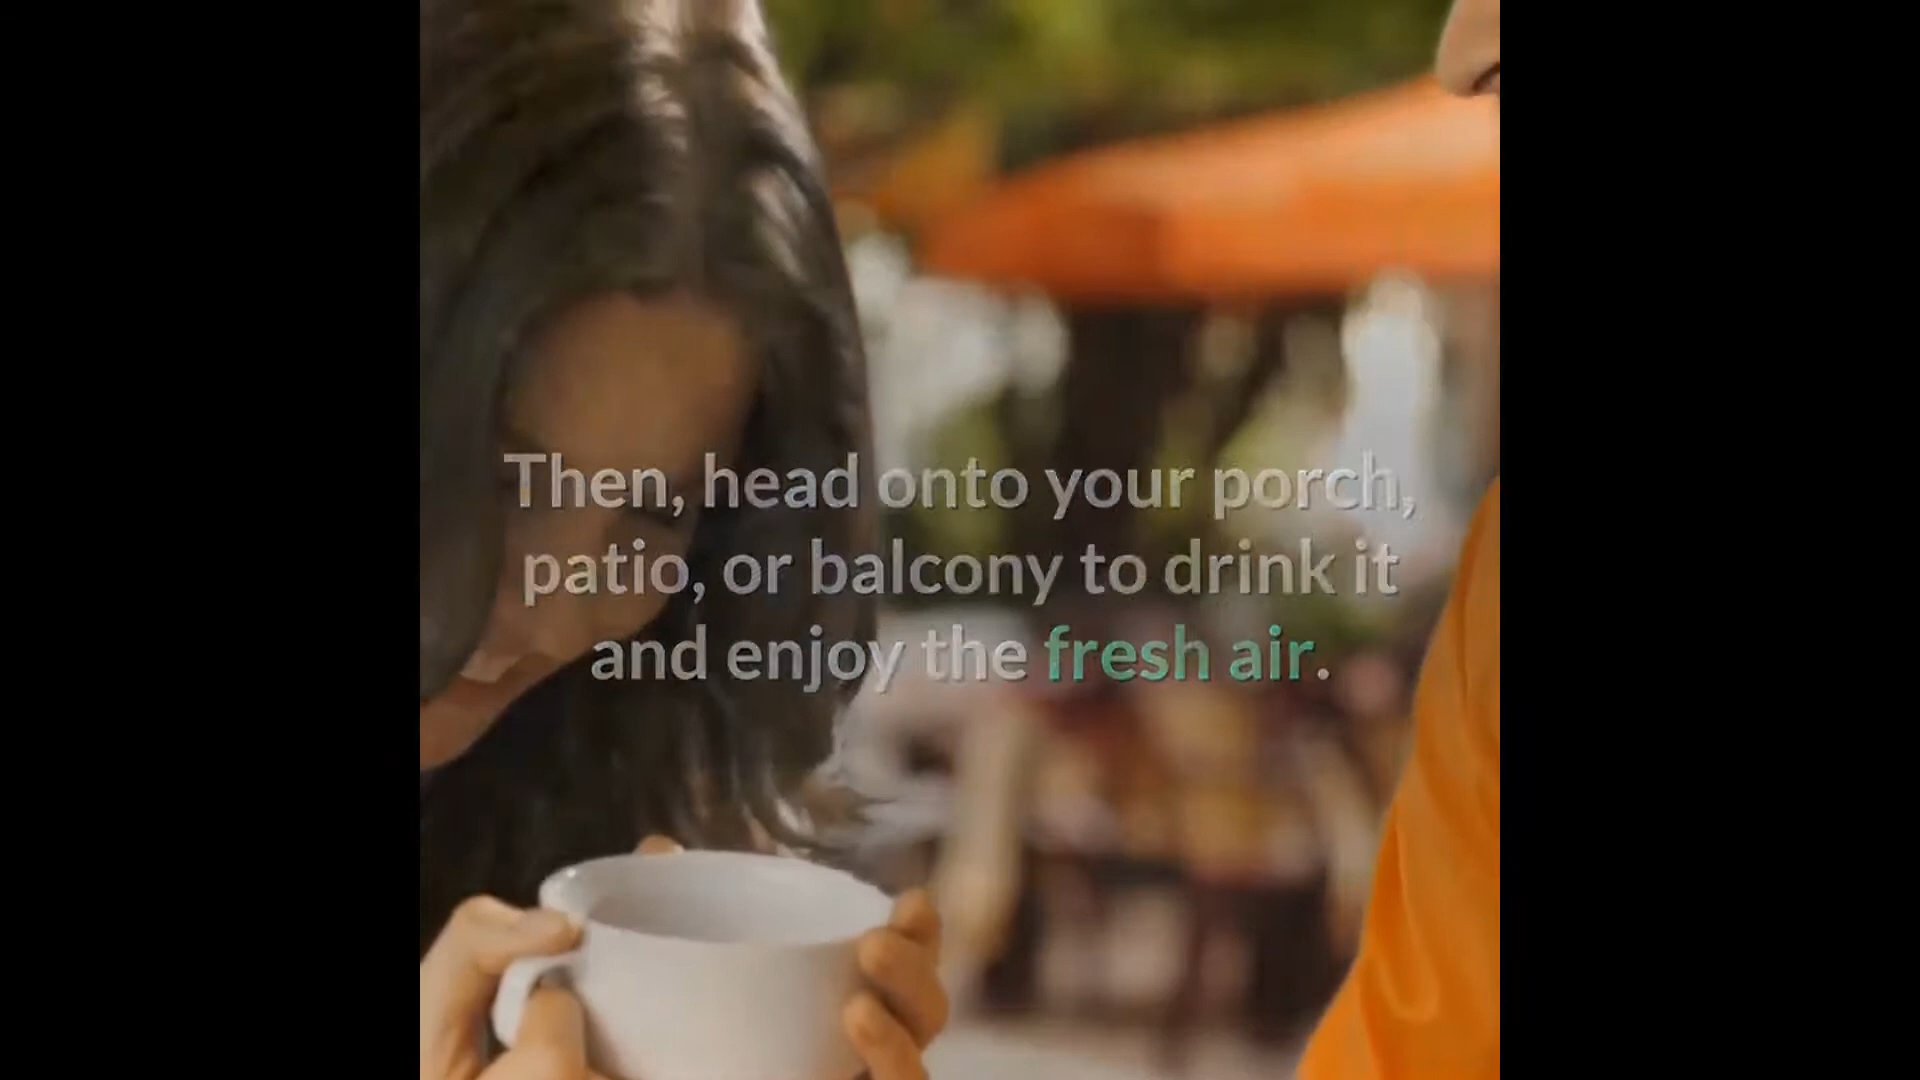 Then, head onto your porch,
patio, or balcony to drink it
and enjoy the fresh air.